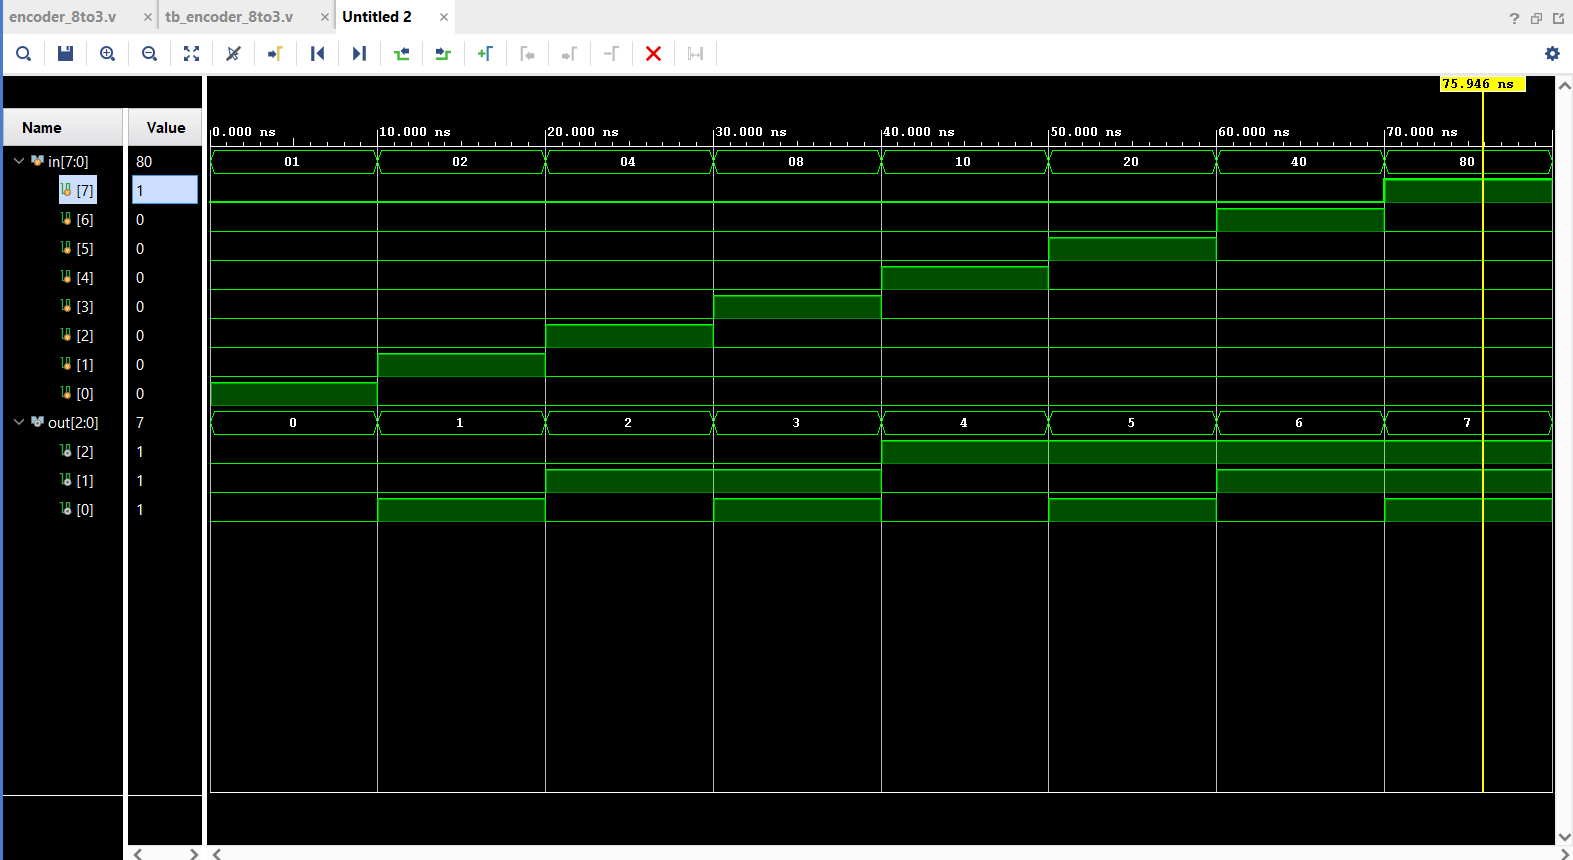 encoder_8to3.v × tb_encoder_8to3.v × Untitled 2 ×
?
75.946 ns
Name Value
0.000 ns 10.000 ns 20.000 ns 30.000 ns 40.000 ns 50.000 ns 60.000 ns 70.000 ns
in[7:0] 80 01 02 04 08 10 20 40 80
[7] 1
[6] 0
[5] 0
[4] 0
[3] 0
[2] 0
[1] 0
[0] 0
out[2:0] 7 0 1 2 3 4 5 6 7
[2] 1
[1] 1
[0] 1